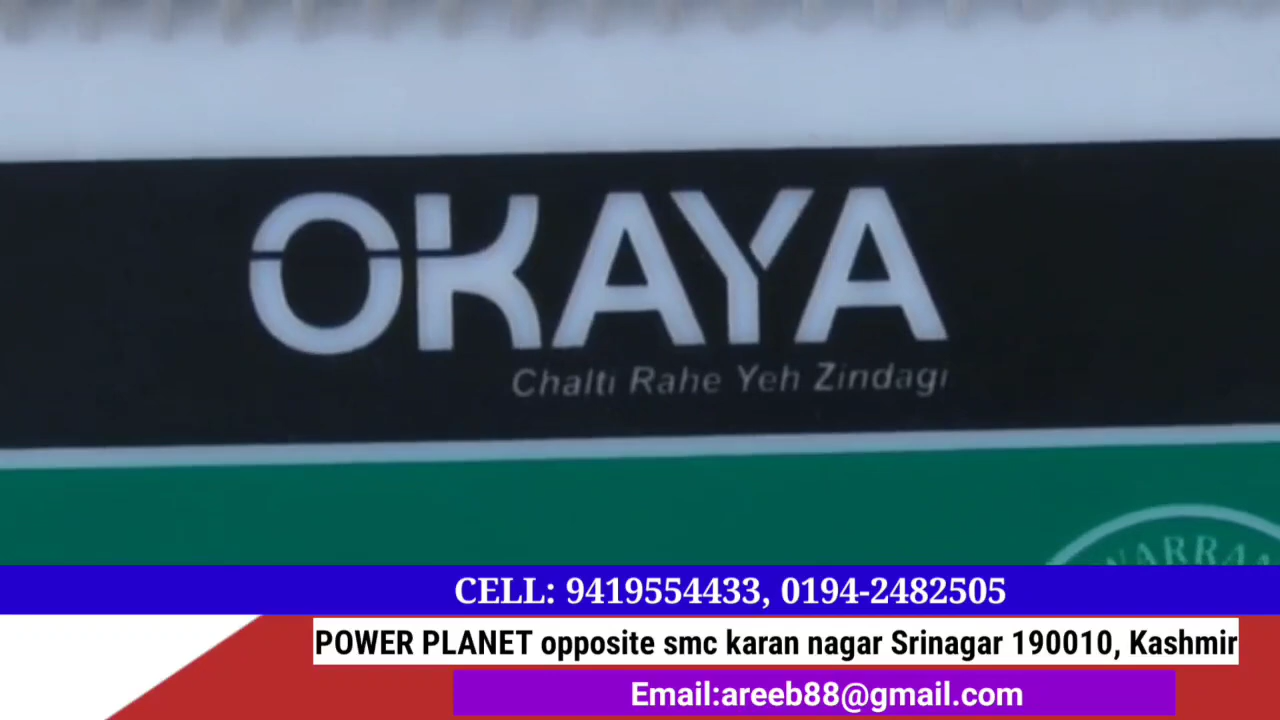 OKAYA
Chalti Rahe Yeh Zindagi
CELL: 9419554433, 0194-2482505
POWER PLANET opposite smc karan nagar Srinagar 190010, Kashmir
Email:areeb88@gmail.com